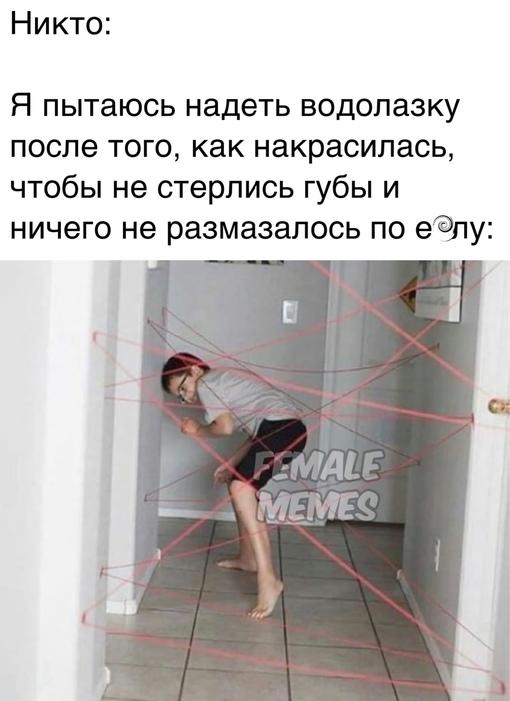 Никто:
Я пытаюсь надеть водолазку
после того, как накрасилась,
чтобы не стерлись губы и
ничего не размазалось по е🌀лу:
FEMALE
MEMES